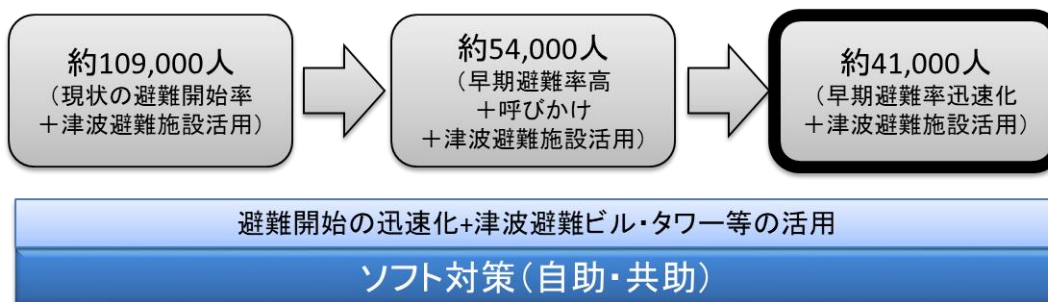 約109,000人
（現状の避難開始率
＋津波避難施設活用）
約54,000人
（早期避難率高
＋呼びかけ
＋津波避難施設活用）
約41,000人
（早期避難率迅速化
＋津波避難施設活用）
避難開始の迅速化+津波避難ビル・タワー等の活用
ソフト対策（自助・共助）